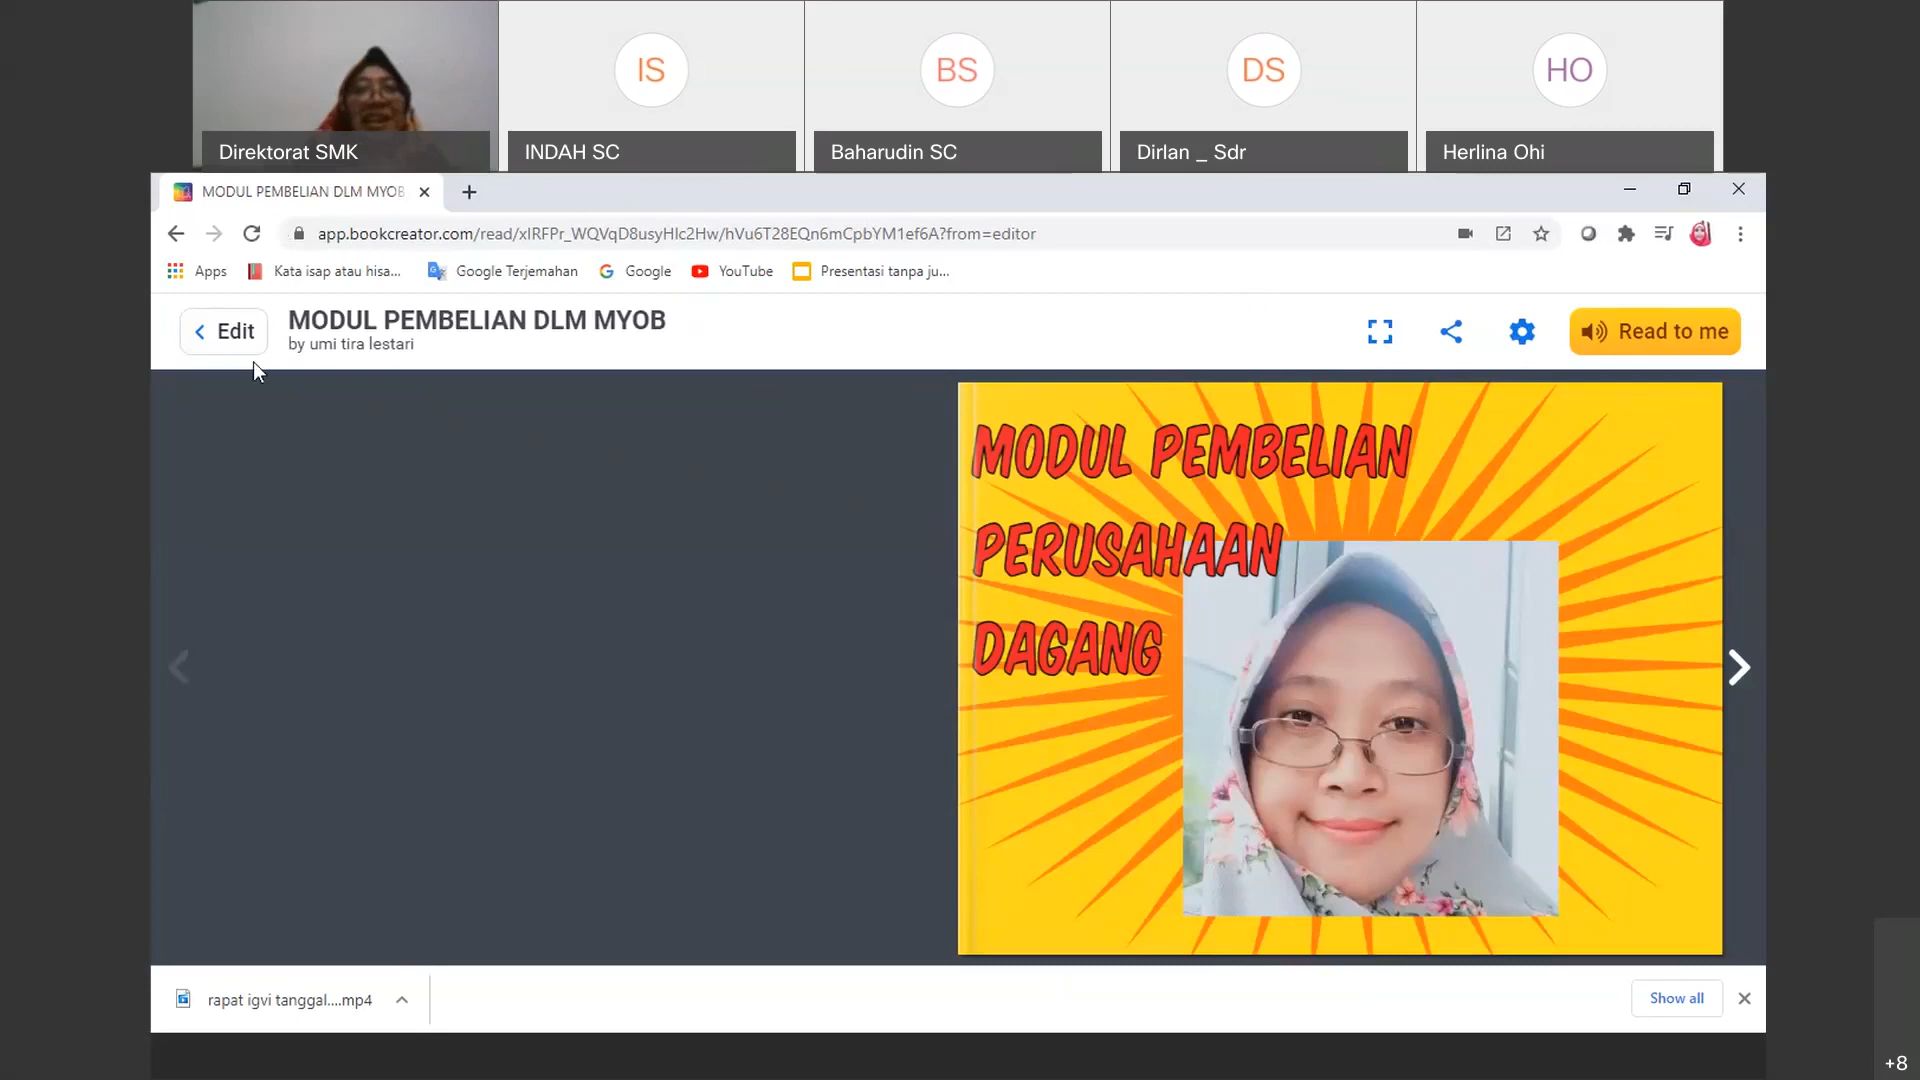 IS
BS
DS
HO
Direktorat SMK
INDAH SC
Baharudin SC
Dirlan _ Sdr
Herlina Ohi
MODUL PEMBELIAN DLM MYOB
app.bookcreator.com/read/xIRFPr_WQVqD8usyHlc2Hw/hVu6T28EQn6mCpbYM1ef6A?from=editor
Apps
Kata isap atau hisa...
Google Terjemahan
Google
YouTube
Presentasi tanpa ju...
Edit
MODUL PEMBELIAN DLM MYOB
by umi tira lestari
Read to me
MODUL PEMBELIAN
PERUSAHAAN
DAGANG
rapat igvi tanggal....mp4
Show all
+8